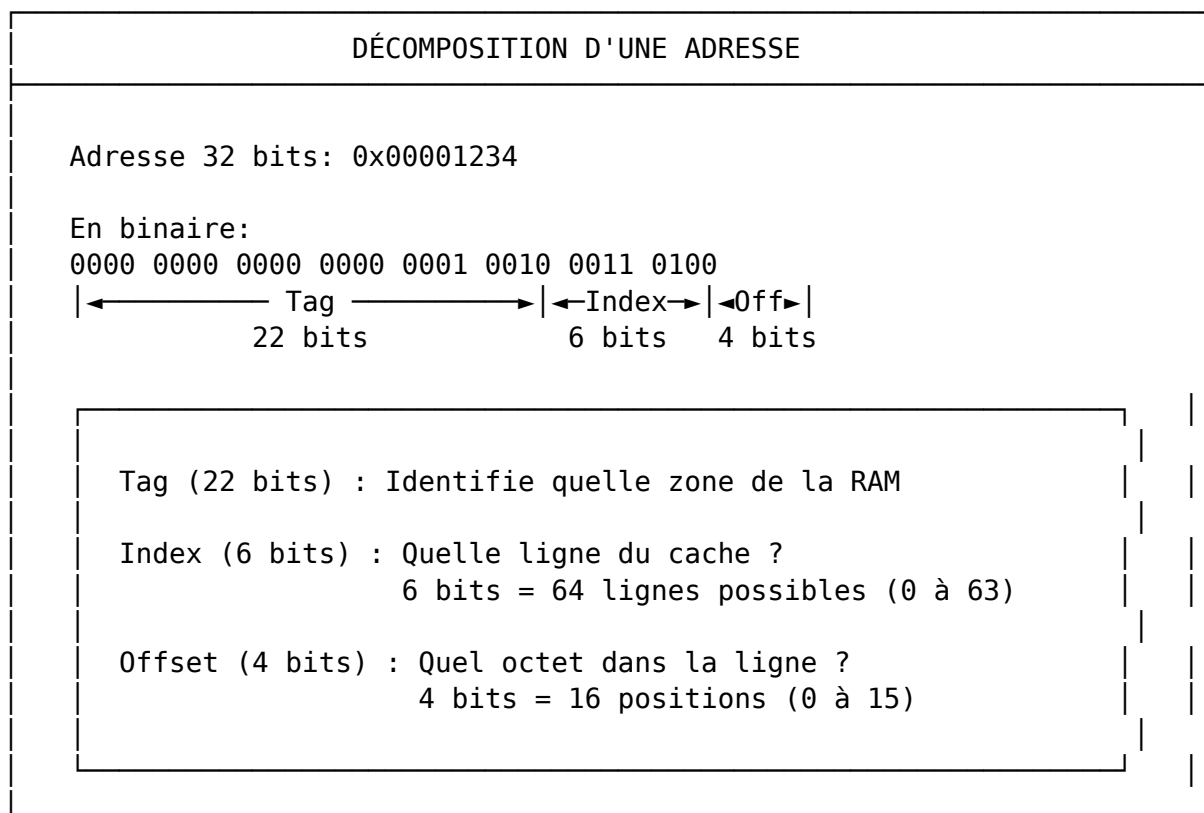 DÉCOMPOSITION D'UNE ADRESSE
Adresse 32 bits: 0x00001234
En binaire:
0000 0000 0000 0000 0001 0010 0011 0100
|◄────────── Tag ──────────►|◄─Index─►|◄Off►|
22 bits 6 bits 4 bits
Tag (22 bits) : Identifie quelle zone de la RAM
Index (6 bits) : Quelle ligne du cache ?
6 bits = 64 lignes possibles (0 à 63)
Offset (4 bits) : Quel octet dans la ligne ?
4 bits = 16 positions (0 à 15)